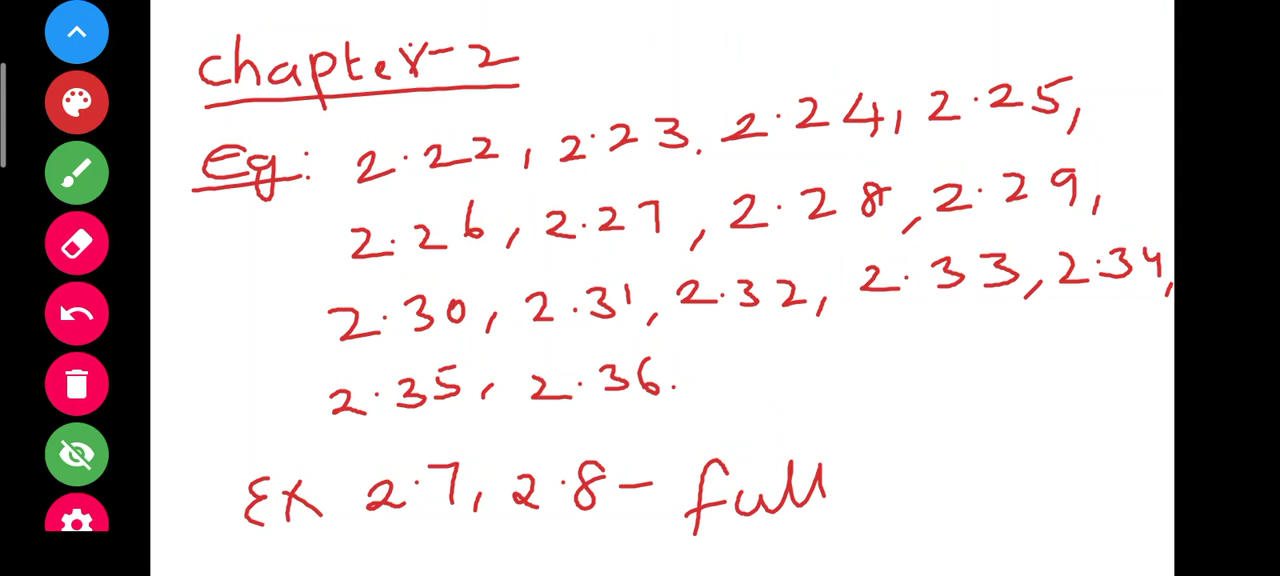 Chapter-2
Eg: 2.22, 2.23. 2.24, 2.25,
2.26, 2.27, 2.28, 2.29,
2.30, 2.31, 2.32, 2.33, 2.34,
2.35, 2.36.
Ex 2.7, 2.8 - full